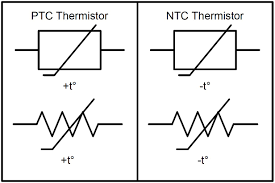 PTC Thermistor
NTC Thermistor
+t°
-t°
+t°
-t°